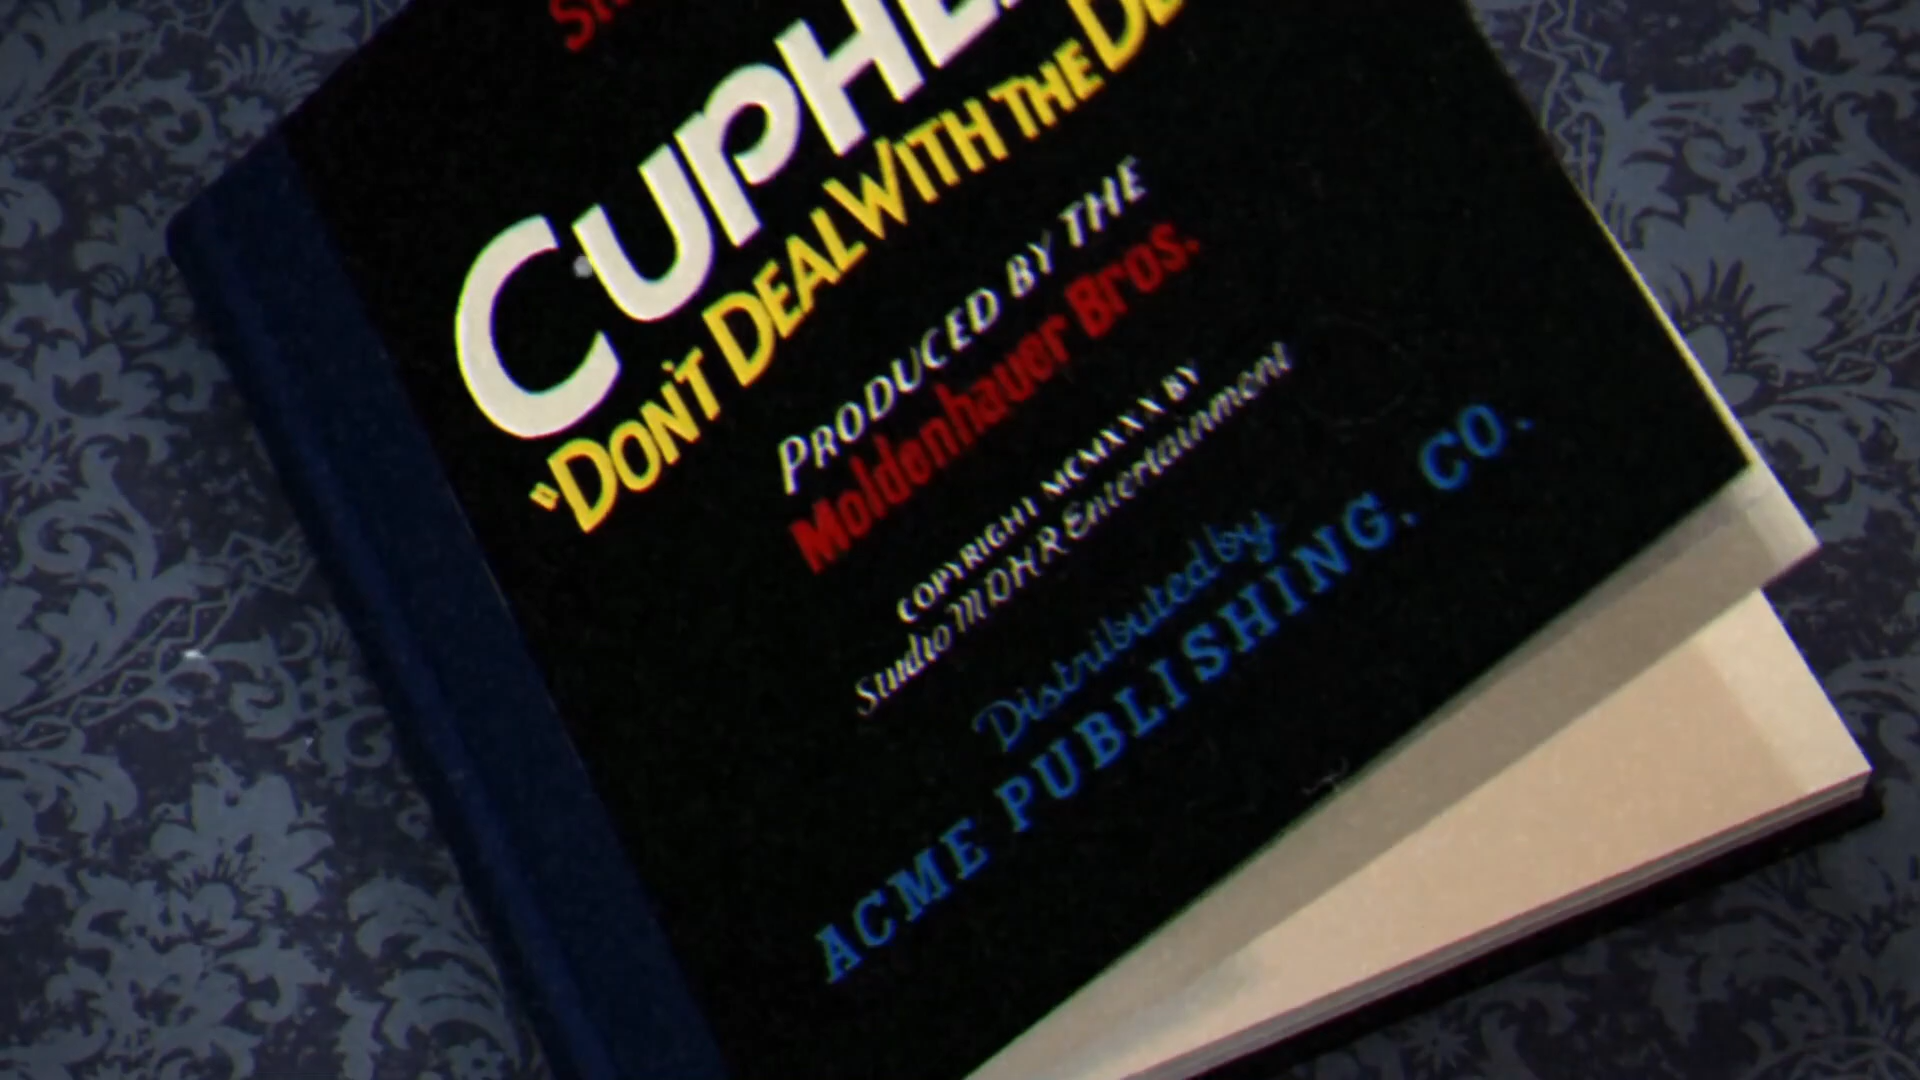 CUPHE
"DON'T DEAL WITH THE DE
PRODUCED BY THE
Moldenhauer Bros.
COPYRIGHT MCMXXX BY
Studio MDHR Entertainment
Distributed by
ACME PUBLISHING. CO.